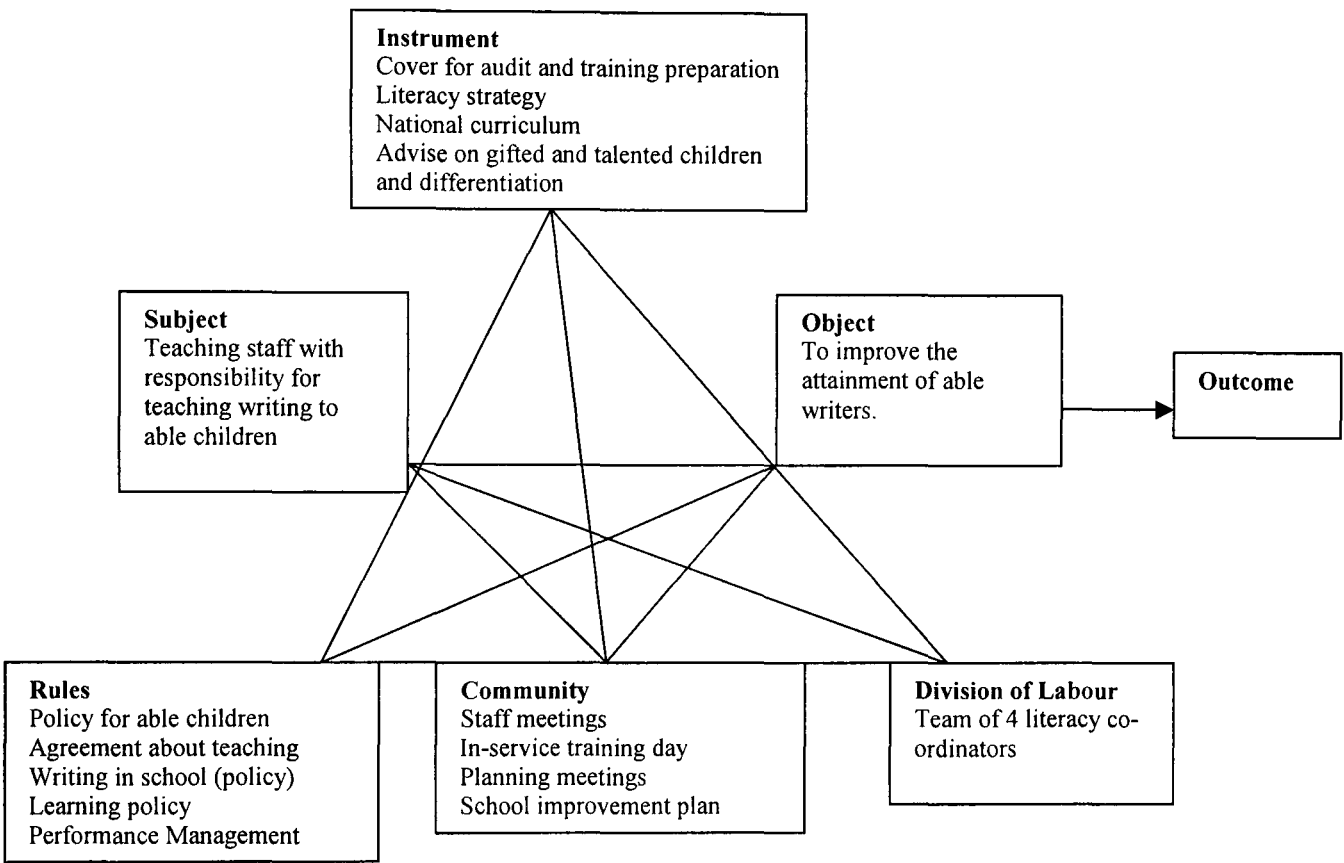 Instrument
Cover for audit and training preparation
Literacy strategy
National curriculum
Advise on gifted and talented children
and differentiation
Subject
Teaching staff with
responsibility for
teaching writing to
able children
Object
To improve the
attainment of able
writers.
Outcome
Rules
Policy for able children
Agreement about teaching
Writing in school (policy)
Learning policy
Performance Management
Community
Staff meetings
In-service training day
Planning meetings
School improvement plan
Division of Labour
Team of 4 literacy co-
ordinators